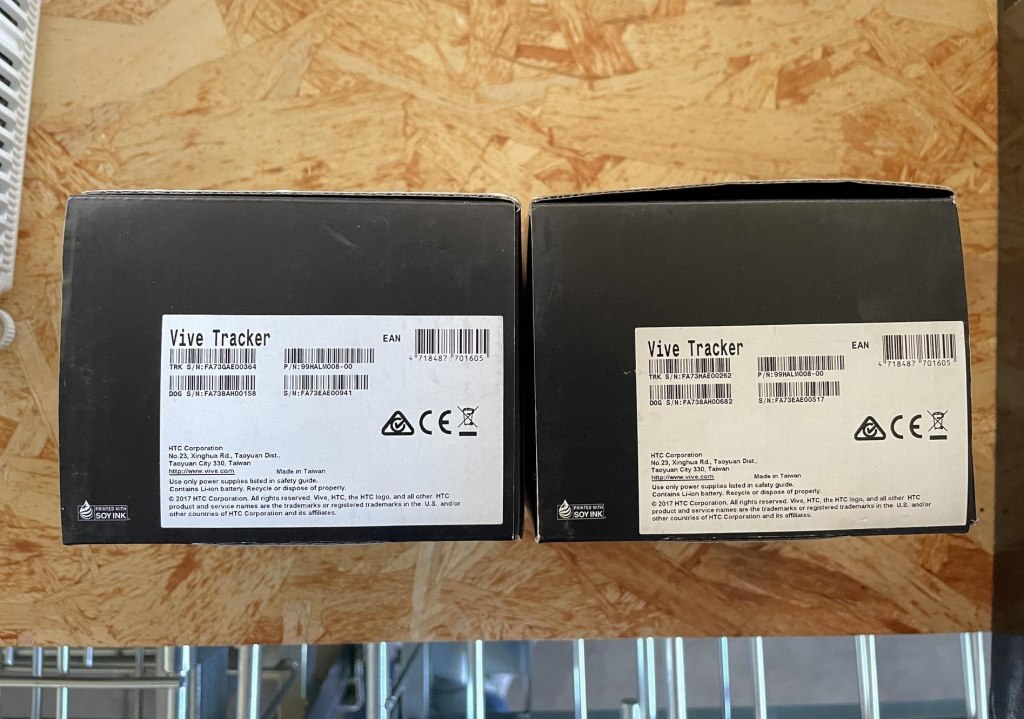 Vive Tracker
EAN
4 718487 701605
TRK S/N:FA73GAE00364
P/N:99HALM008-00
DOG S/N:FA738AH00158
S/N:FA73EAE00941
HTC Corporation
No.23, Xinghua Rd., Taoyuan Dist.,
Taoyuan City 330, Taiwan
http://www.vive.com
Made in Taiwan
Use only power supplies listed in safety guide.
Contains Li-ion battery. Recycle or dispose of properly.
© 2017 HTC Corporation. All rights reserved. Vive, HTC, the HTC logo, and all other HTC
product and service names are the trademarks or registered trademarks in the U.S. and/or
other countries of HTC Corporation and its affiliates.
PRINTED WITH
SOY INK
Vive Tracker
EAN
4 718487 701605
TRK S/N:FA73HAE00262
P/N:99HALM008-00
DOG S/N:FA738AH00682
S/N:FA73EAE00517
HTC Corporation
No.23, Xinghua Rd., Taoyuan Dist.,
Taoyuan City 330, Taiwan
http://www.vive.com
Made in Taiwan
Use only power supplies listed in safety guide.
Contains Li-ion battery. Recycle or dispose of properly.
© 2017 HTC Corporation. All rights reserved. Vive, HTC, the HTC logo, and all other HTC
product and service names are the trademarks or registered trademarks in the U.S. and/or
other countries of HTC Corporation and its affiliates.
PRINTED WITH
SOY INK